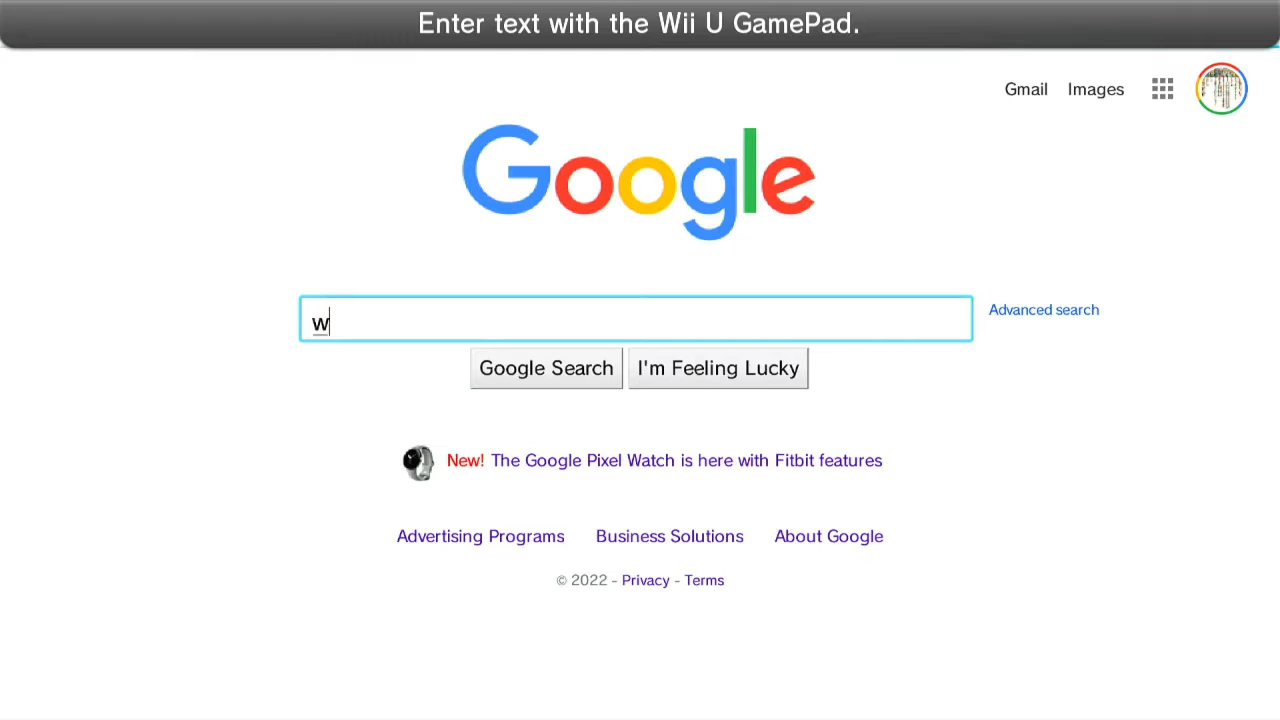 Enter text with the Wii U GamePad.
Gmail Images
Google
w
Advanced search
Google Search I'm Feeling Lucky
New! The Google Pixel Watch is here with Fitbit features
Advertising Programs Business Solutions About Google
© 2022 - Privacy - Terms